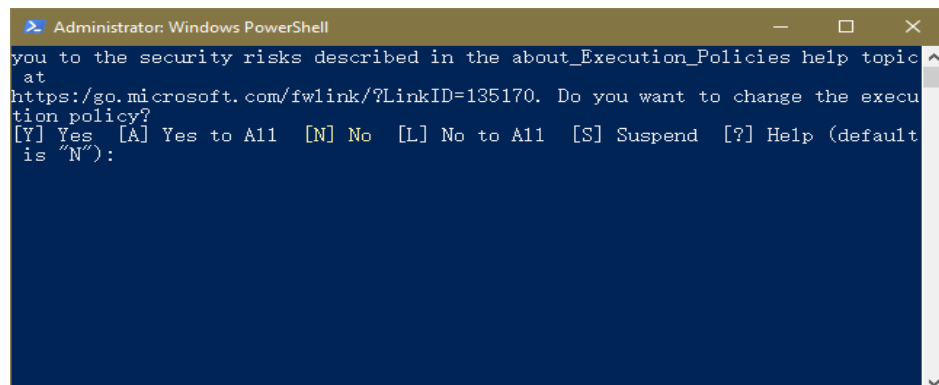 Administrator: Windows PowerShell
you to the security risks described in the about_Execution_Policies help topic
 at
https:/go.microsoft.com/fwlink/?LinkID=135170. Do you want to change the execu
tion policy?
[Y] Yes  [A] Yes to All  [N] No  [L] No to All  [S] Suspend  [?] Help (default
 is "N"):